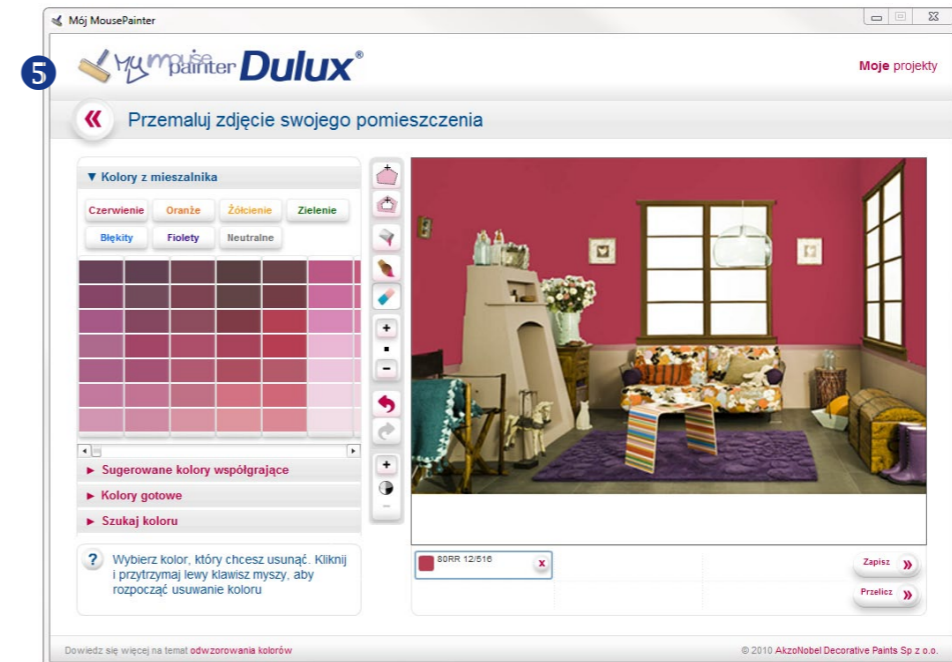 Mój MousePainter
5
My mouse painter Dulux®
Moje projekty
Przemaluj zdjęcie swojego pomieszczenia
▼ Kolory z mieszalnika
Czerwienie Oranże Żółcienie Zielenie
Błękity Fiolety Neutralne
► Sugerowane kolory współgrające
► Kolory gotowe
► Szukaj koloru
? Wybierz kolor, który chcesz usunąć. Kliknij
i przytrzymaj lewy klawisz myszy, aby
rozpocząć usuwanie koloru
80RR 12/516 x
Zapisz »
Przelicz »
Dowiedz się więcej na temat odwzorowania kolorów
© 2010 AkzoNobel Decorative Paints Sp z o.o.